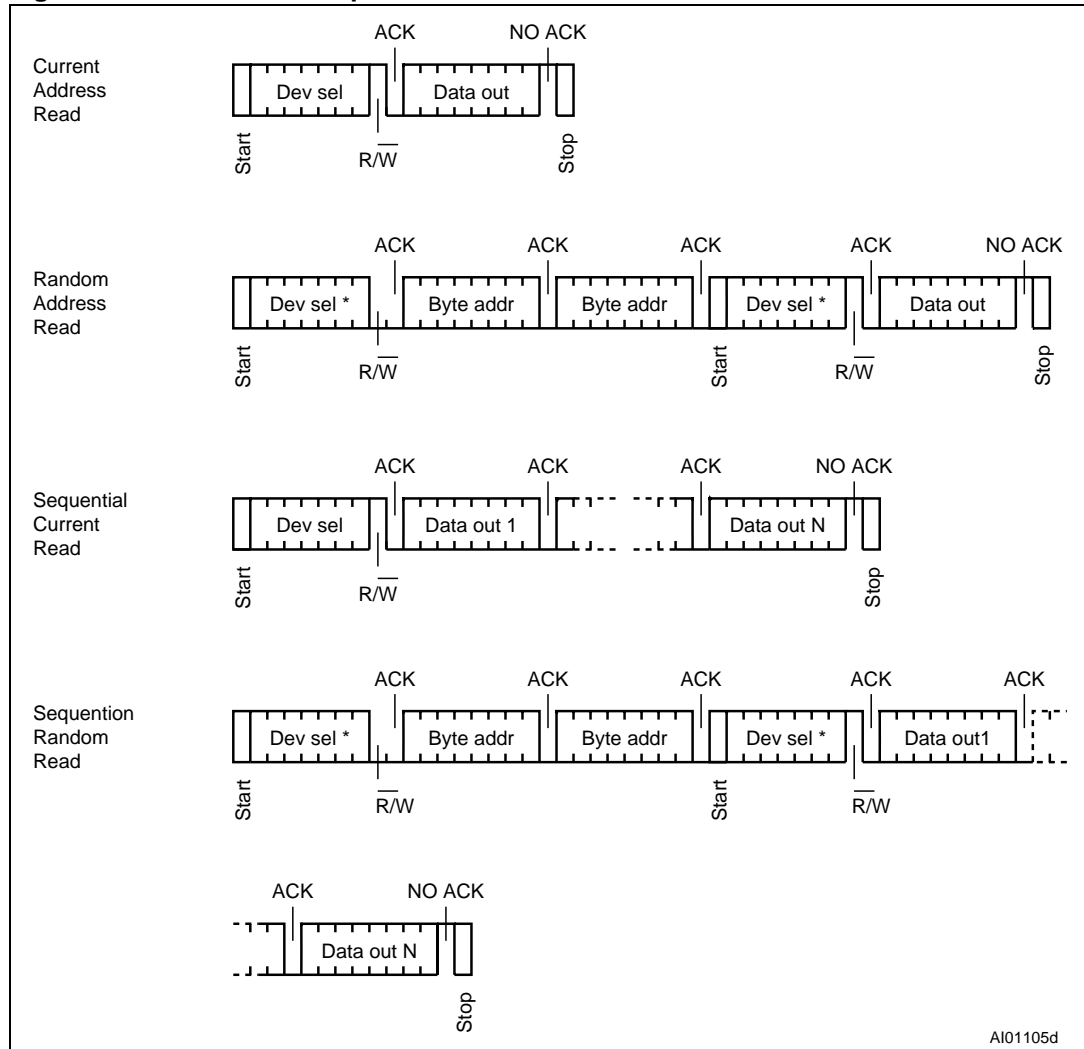 ACK NO ACK
Current
Address
Read
Dev sel Data out
Start R/W Stop
ACK ACK ACK ACK NO ACK
Random
Address
Read
Dev sel * Byte addr Byte addr Dev sel * Data out
Start R/W Start R/W Stop
ACK ACK ACK NO ACK
Sequential
Current
Read
Dev sel Data out 1 Data out N
Start R/W Stop
ACK ACK ACK ACK ACK
Sequention
Random
Read
Dev sel * Byte addr Byte addr Dev sel * Data out1
Start R/W Start R/W
ACK NO ACK
Data out N
Stop
AI01105d